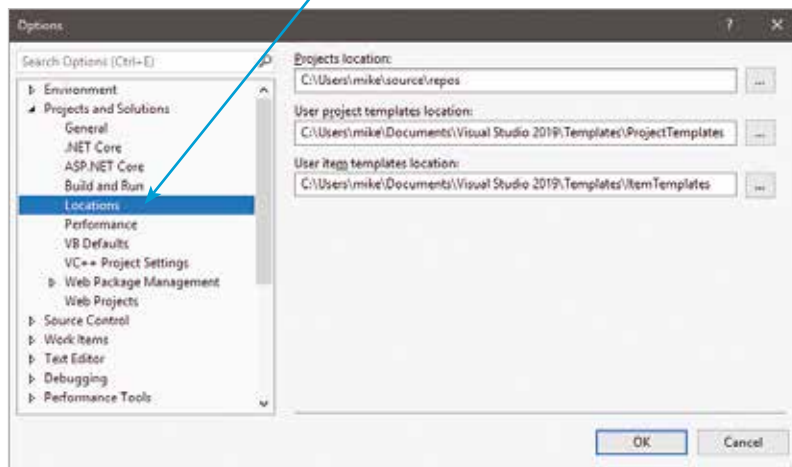 Options
? ×
Search Options (Ctrl+E)
Environment
Projects and Solutions
General
.NET Core
ASP.NET Core
Build and Run
Locations
Performance
VB Defaults
VC++ Project Settings
Web Package Management
Web Projects
Source Control
Work Items
Text Editor
Debugging
Performance Tools
Projects location:
C:\Users\mike\source\repos
...
User project templates location:
C:\Users\mike\Documents\Visual Studio 2019\Templates\ProjectTemplates
...
User item templates location:
C:\Users\mike\Documents\Visual Studio 2019\Templates\ItemTemplates
...
OK
Cancel